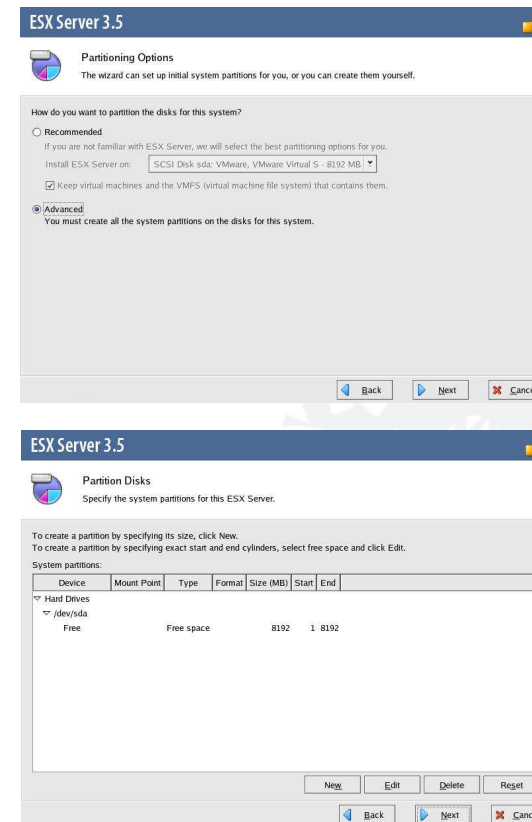 ESX Server 3.5
Partitioning Options
The wizard can set up initial system partitions for you, or you can create them yourself.
How do you want to partition the disks for this system?
Recommended
If you are not familiar with ESX Server, we will select the best partitioning options for you.
Install ESX Server on: SCSI Disk sda: VMware, VMware Virtual S - 8192 MB
Keep virtual machines and the VMFS (virtual machine file system) that contains them.
Advanced
You must create all the system partitions on the disks for this system.
Back Next Cance
ESX Server 3.5
Partition Disks
Specify the system partitions for this ESX Server.
To create a partition by specifying its size, click New.
To create a partition by specifying exact start and end cylinders, select free space and click Edit.
System partitions:
Device Mount Point Type Format Size (MB) Start End
Hard Drives
/dev/sda
Free Free space 8192 1 8192
New Edit Delete Reset
Back Next Canc